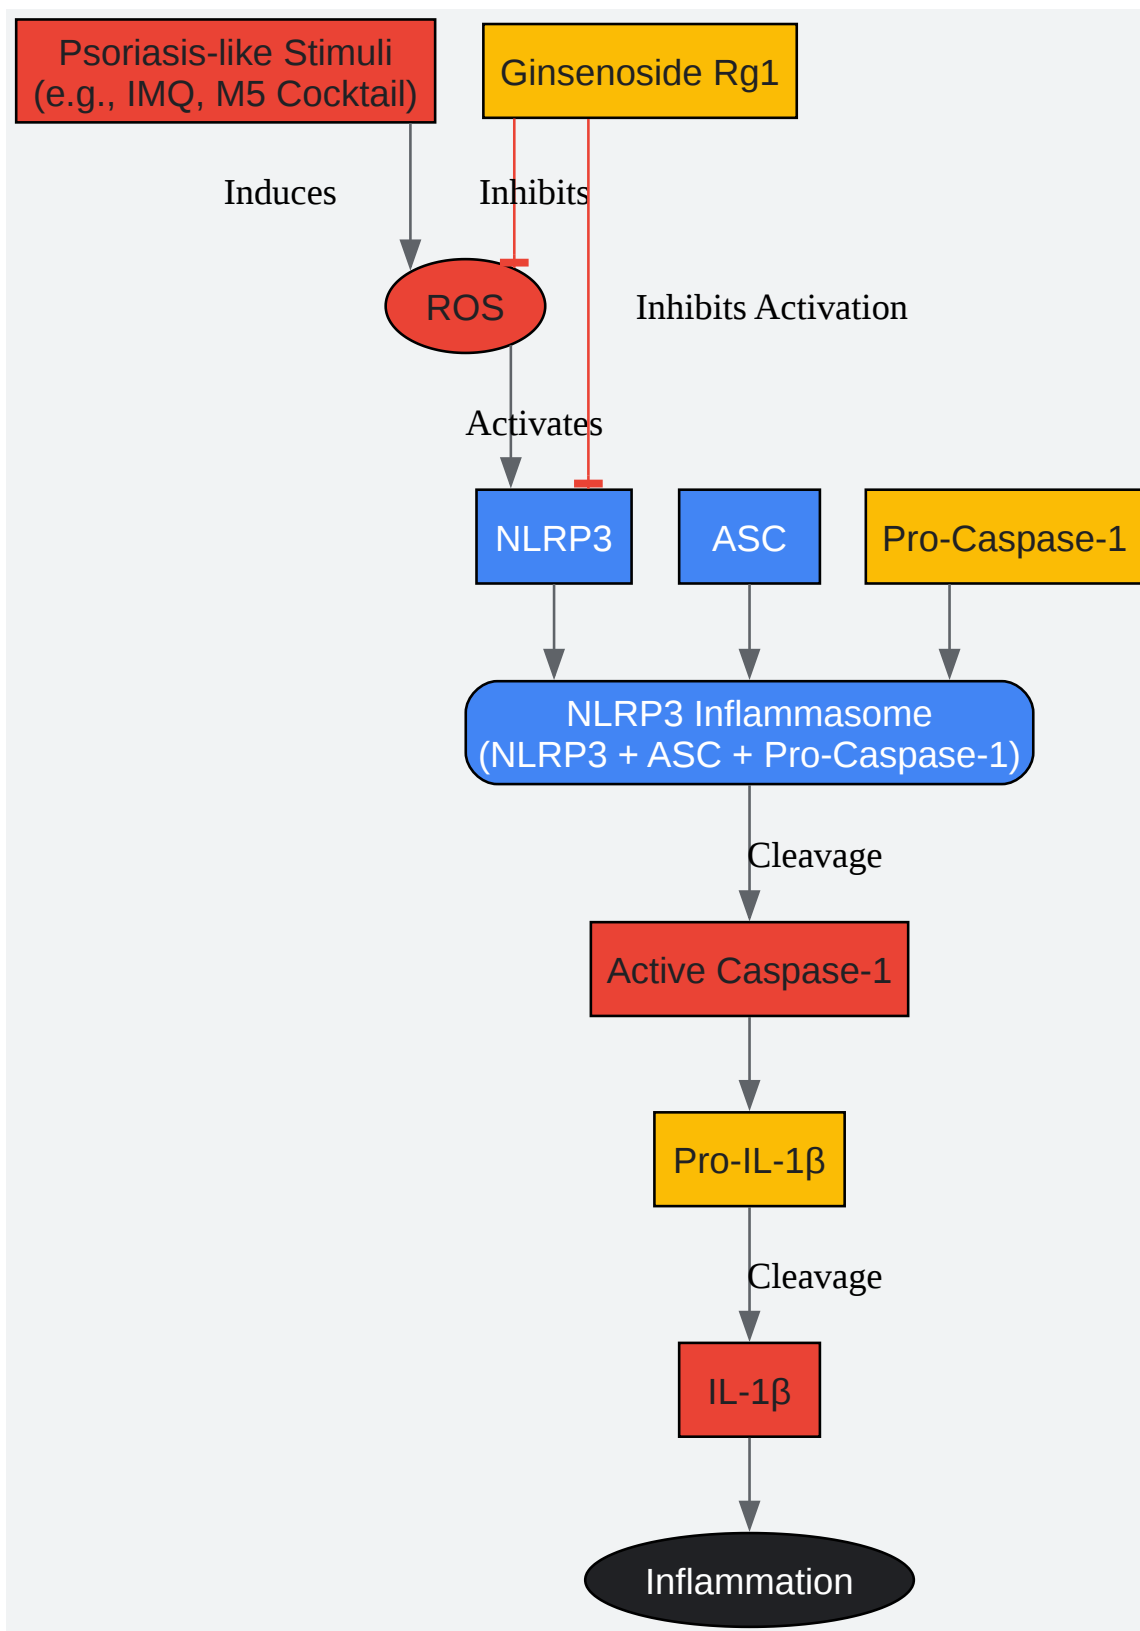 Psoriasis-like Stimuli
(e.g., IMQ, M5 Cocktail)
Ginsenoside Rg1
Induces
Inhibits
ROS
Inhibits Activation
Activates
NLRP3
ASC
Pro-Caspase-1
NLRP3 Inflammasome
(NLRP3 + ASC + Pro-Caspase-1)
Cleavage
Active Caspase-1
Pro-IL-1β
Cleavage
IL-1β
Inflammation